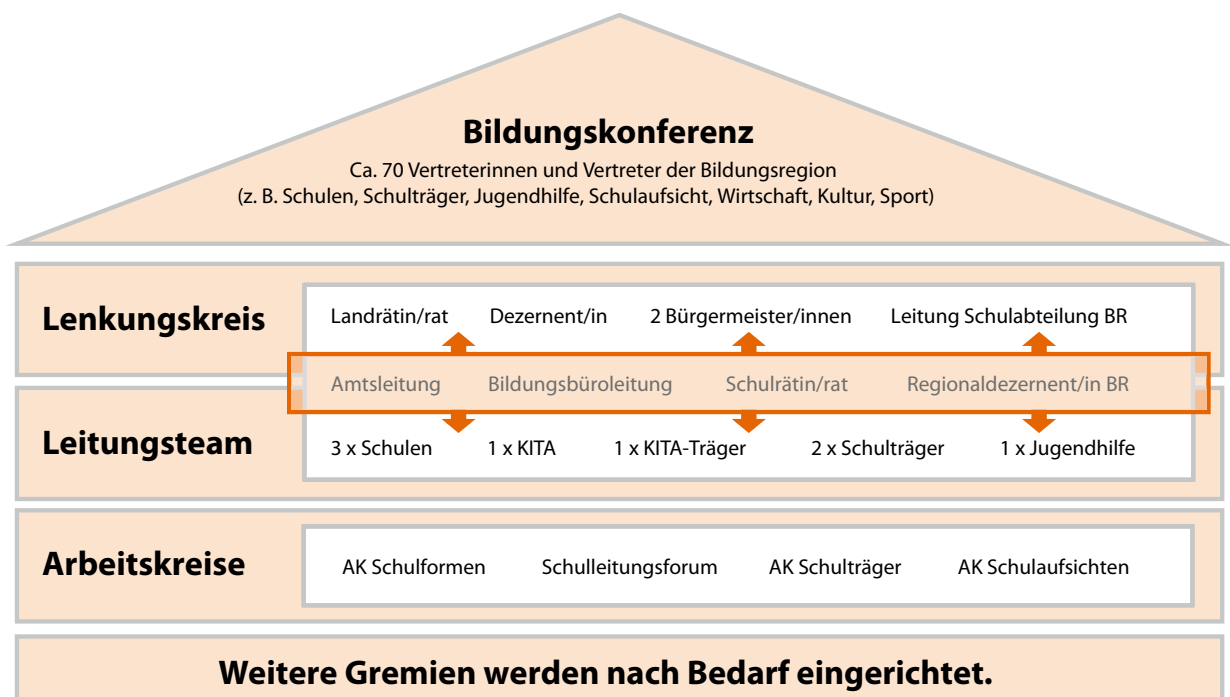 Bildungskonferenz
Ca. 70 Vertreterinnen und Vertreter der Bildungsregion
(z. B. Schulen, Schulträger, Jugendhilfe, Schulaufsicht, Wirtschaft, Kultur, Sport)
Lenkungskreis
Landrätin/rat Dezernent/in 2 Bürgermeister/innen Leitung Schulabteilung BR
Amtsleitung Bildungsbüroleitung Schulrätin/rat Regionaldezernent/in BR
Leitungsteam
3 x Schulen 1 x KITA 1 x KITA-Träger 2 x Schulträger 1 x Jugendhilfe
Arbeitskreise
AK Schulformen Schulleitungsforum AK Schulträger AK Schulaufsichten
Weitere Gremien werden nach Bedarf eingerichtet.